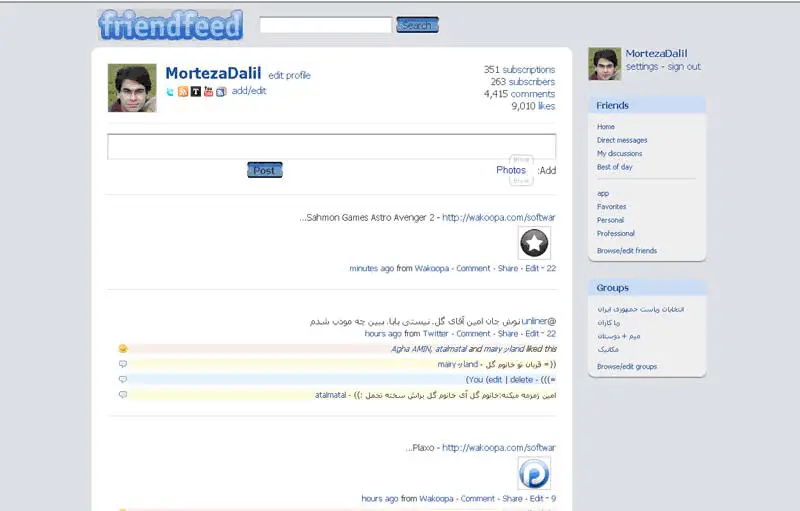 friendfeed
Search
MortezaDalil edit profile
add/edit
351 subscriptions
263 subscribers
4,415 comments
9,010 likes
Post
Photos
:Add
...Sahmon Games Astro Avenger 2 - http://wakoopa.com/softwar
minutes ago from Wakoopa - Comment - Share - Edit - 22
@unliner نوش جان امین آقای گل. نیستی بابا. ببین چه مودب شدم
hours ago from Twitter - Comment - Share - Edit - 22
Agha AMIN, atalmatal and mairyland liked this
((= قربان تو خانوم گل - mairyland
(You (edit | delete - (((=
امین زمزمه میکنه:خانوم گل آی خانوم گل براش سخته تحمل :)) - atalmatal
...Plaxo - http://wakoopa.com/softwar
hours ago from Wakoopa - Comment - Share - Edit - 9
MortezaDalil
settings - sign out
Friends
Home
Direct messages
My discussions
Best of day
app
Favorites
Personal
Professional
Browse/edit friends
Groups
انتخابات ریاست جمهوری ایران
ریا کاران
میم + دوستان
مکانیک
Browse/edit groups